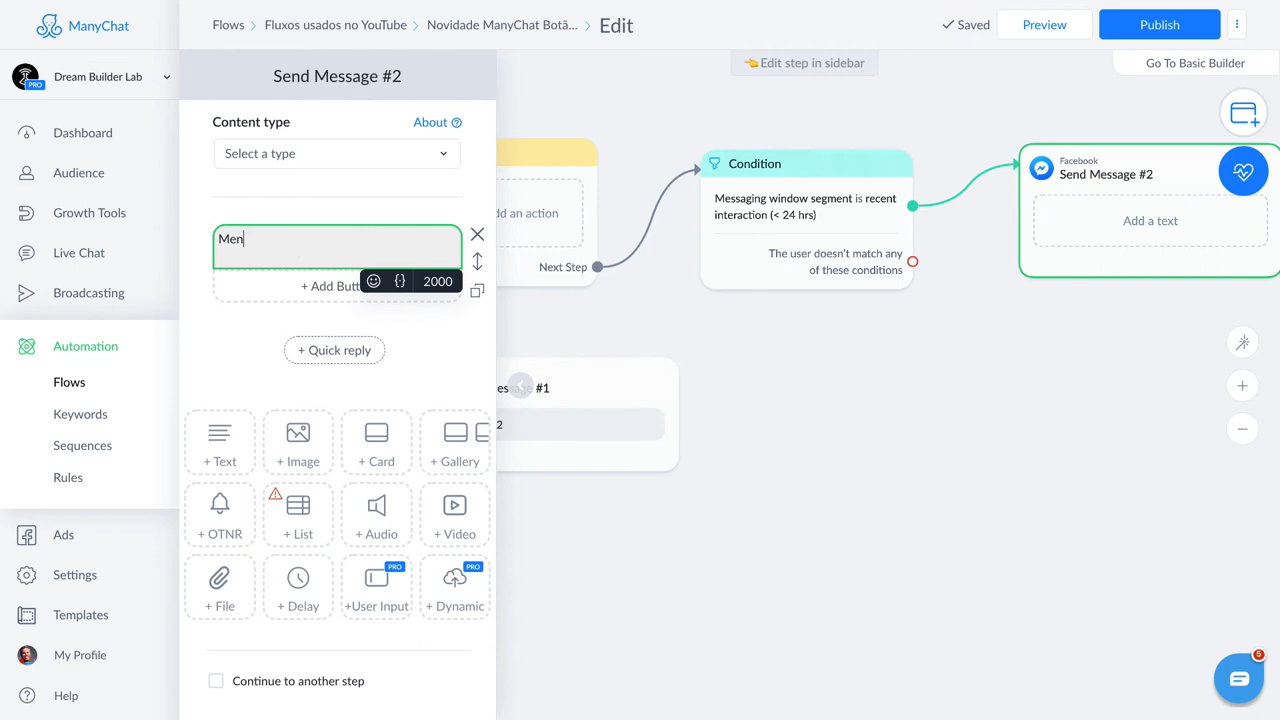 ManyChat
Flows
Fluxos usados no YouTube
Novidade ManyChat Botã...
Edit
Saved
Preview
Publish
PRO
Dream Builder Lab
Dashboard
Audience
Growth Tools
Live Chat
Broadcasting
Automation
Flows
Keywords
Sequences
Rules
Ads
Settings
Templates
My Profile
Help
Send Message #2
Content type
About
Select a type
Men
+ Add Butt
2000
+ Quick reply
+ Text
+ Image
+ Card
+ Gallery
+ OTNR
+ List
+ Audio
+ Video
+ File
+ Delay
PRO
+User Input
PRO
+ Dynamic
Continue to another step
Edit step in sidebar
Go To Basic Builder
dd an action
Next Step
Condition
Messaging window segment is recent
interaction (< 24 hrs)
The user doesn't match any
of these conditions
Facebook
Send Message #2
Add a text
#1
2
5